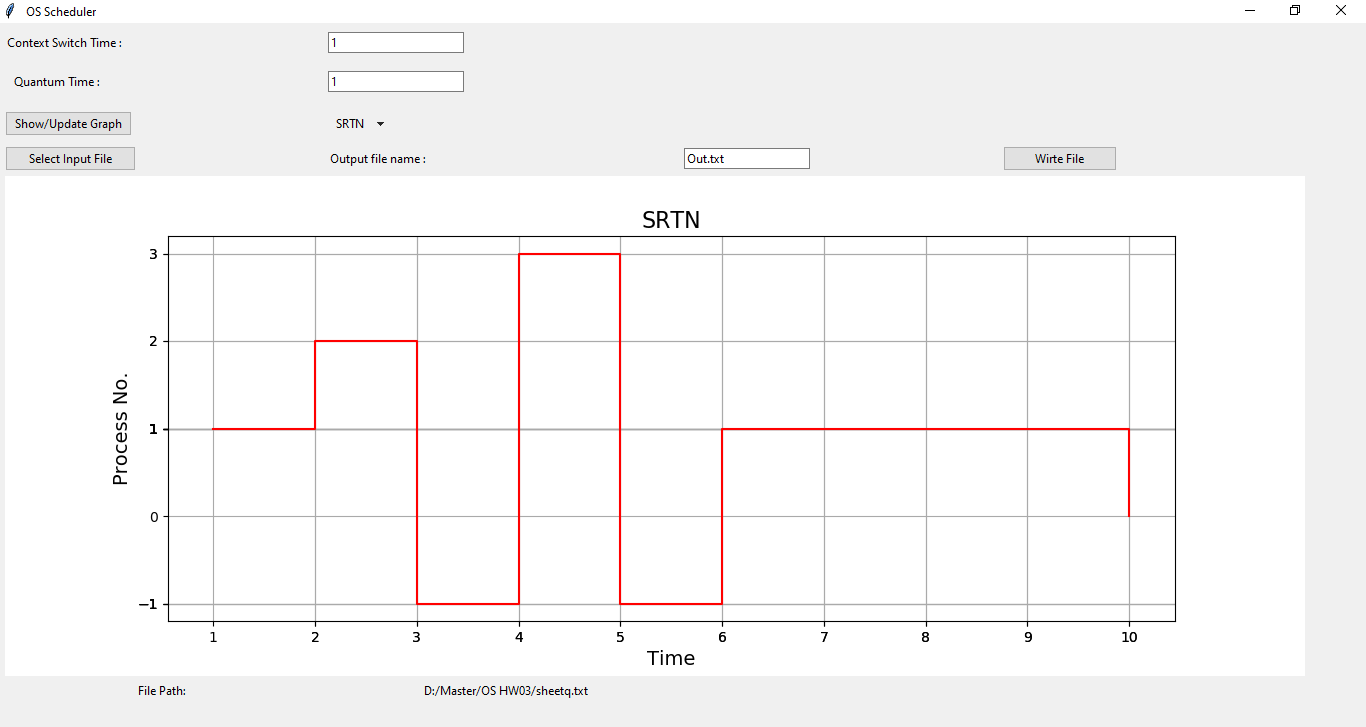 OS Scheduler
Context Switch Time :
1
Quantum Time :
1
Show/Update Graph
SRTN
Select Input File
Output file name :
Out.txt
Wirte File
SRTN
3
2
1
0
−1
Process No.
1 2 3 4 5 6 7 8 9 10
Time
File Path:
D:/Master/OS HW03/sheetq.txt